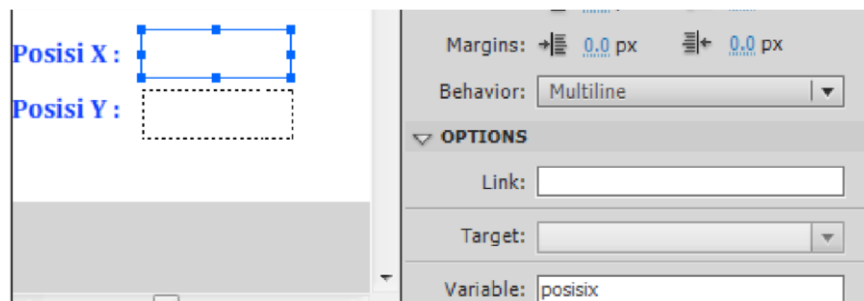 Posisi X :
Posisi Y :
Margins: 0.0 px 0.0 px
Behavior: Multiline
OPTIONS
Link:
Target:
Variable: posisix